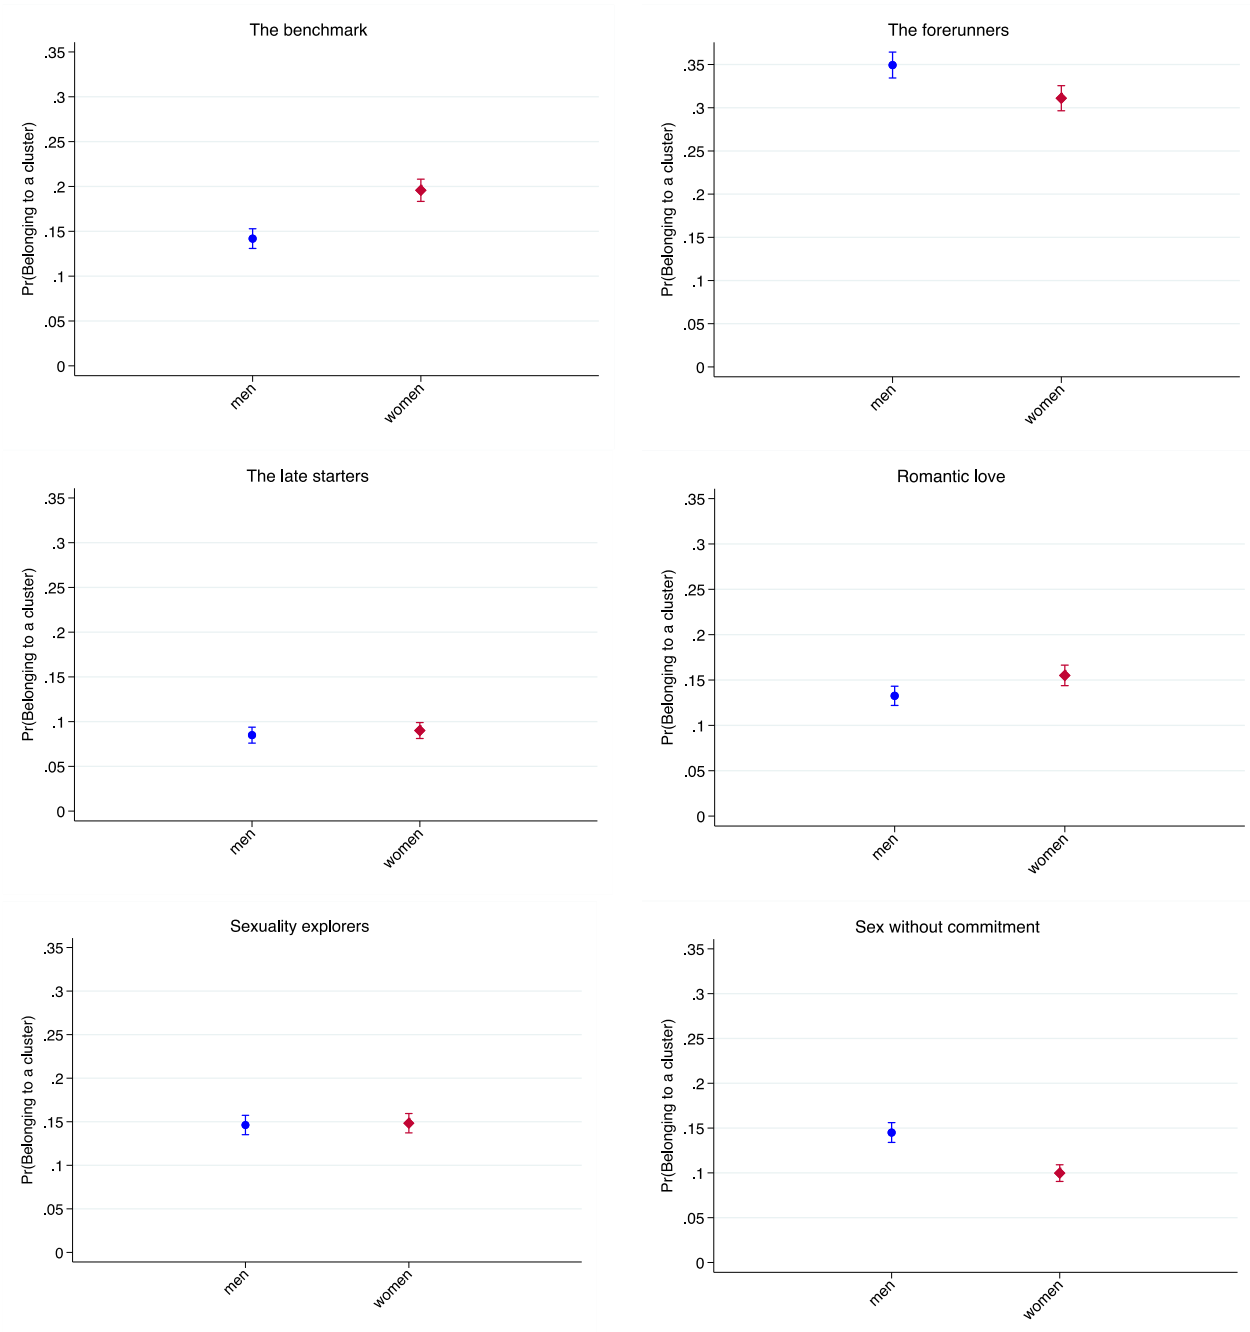 The benchmark
Pr(Belonging to a cluster)
.35
.3
.25
.2
.15
.1
.05
0
men
women
The forerunners
Pr(Belonging to a cluster)
.35
.3
.25
.2
.15
.1
.05
0
men
women
The late starters
Pr(Belonging to a cluster)
.35
.3
.25
.2
.15
.1
.05
0
men
women
Romantic love
Pr(Belonging to a cluster)
.35
.3
.25
.2
.15
.1
.05
0
men
women
Sexuality explorers
Pr(Belonging to a cluster)
.35
.3
.25
.2
.15
.1
.05
0
men
women
Sex without commitment
Pr(Belonging to a cluster)
.35
.3
.25
.2
.15
.1
.05
0
men
women